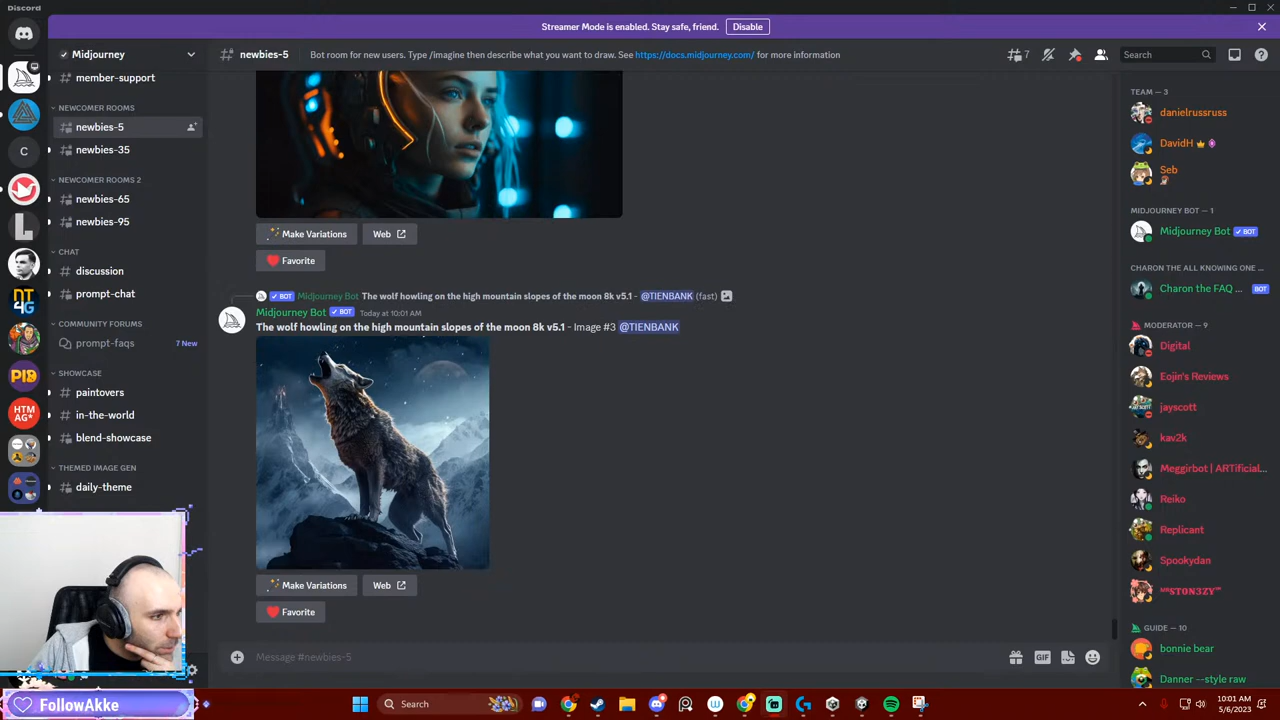 Discord
Streamer Mode is enabled. Stay safe, friend. Disable
Midjourney
newbies-5 Bot room for new users. Type /imagine then describe what you want to draw. See https://docs.midjourney.com/ for more information
7
Search
member-support
NEWCOMER ROOMS
newbies-5
newbies-35
NEWCOMER ROOMS 2
newbies-65
newbies-95
CHAT
discussion
prompt-chat
COMMUNITY FORUMS
prompt-faqs 7 New
SHOWCASE
paintovers
in-the-world
blend-showcase
THEMED IMAGE GEN
daily-theme
C
NT
4G
PIB
HTM
AG*
Make Variations Web
Favorite
BOT Midjourney Bot The wolf howling on the high mountain slopes of the moon 8k v5.1 - @TIENBANK (fast)
Midjourney Bot BOT Today at 10:01 AM
The wolf howling on the high mountain slopes of the moon 8k v5.1 - Image #3 @TIENBANK
Make Variations Web
Favorite
Message #newbies-5
GIF
TEAM — 3
danielrussruss
DavidH
Seb
MIDJOURNEY BOT — 1
Midjourney Bot BOT
CHARON THE ALL KNOWING ONE ...
Charon the FAQ ... BOT
MODERATOR — 9
Digital
Eojin's Reviews
jayscott
kav2k
Meggirbot | ARTificial...
Reiko
Replicant
Spookydan
ᴹᴿˢSTON3ZY™
GUIDE — 10
bonnie bear
Danner --style raw
FollowAkke
Search
10:01 AM
5/6/2023